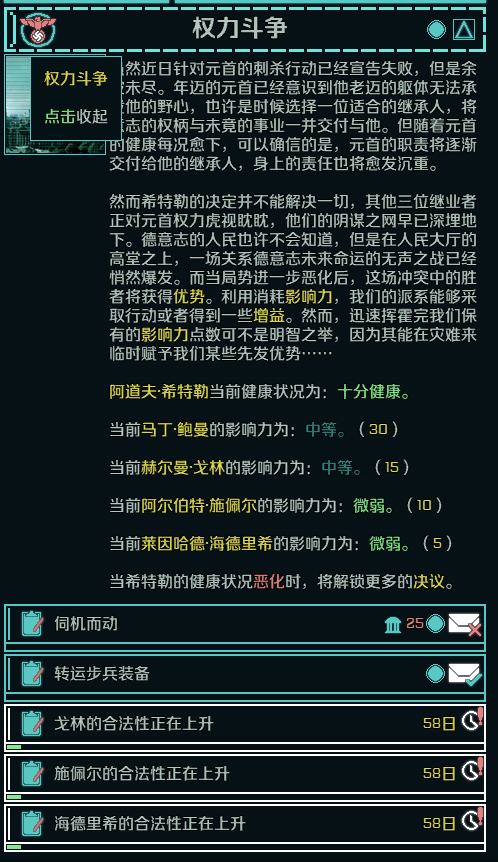 权力斗争
权力斗争
点击收起
然近日针对元首的刺杀行动已经宣告失败，但是余
未尽。年迈的元首已经意识到他老迈的躯体无法承
他的野心，也许是时候选择一位适合的继承人，将
志的权柄与未竟的事业一并交付与他。但随着元首
的健康每况愈下，可以确信的是，元首的职责将逐渐
交付给他的继承人，身上的责任也将愈发沉重。
然而希特勒的决定并不能解决一切，其他三位继业者
正对元首权力虎视眈眈，他们的阴谋之网早已深埋地
下。德意志的人民也许不会知道，但是在人民大厅的
高堂之上，一场关系德意志未来命运的无声之战已经
悄然爆发。而当局势进一步恶化后，这场冲突中的胜
者将获得优势。利用消耗影响力，我们的派系能够采
取行动或者得到一些增益。然而，迅速挥霍完我们保
有的影响力点数可不是明智之举，因为其能在灾难来
临时赋予我们某些先发优势……
阿道夫·希特勒当前健康状况为：十分健康。
当前马丁·鲍曼的影响力为：中等。（30）
当前赫尔曼·戈林的影响力为：中等。（15）
当前阿尔伯特·施佩尔的影响力为：微弱。（10）
当前莱因哈德·海德里希的影响力为：微弱。（5）
当希特勒的健康状况恶化时，将解锁更多的决议。
伺机而动 25
转运步兵装备
戈林的合法性正在上升 58日
施佩尔的合法性正在上升 58日
海德里希的合法性正在上升 58日